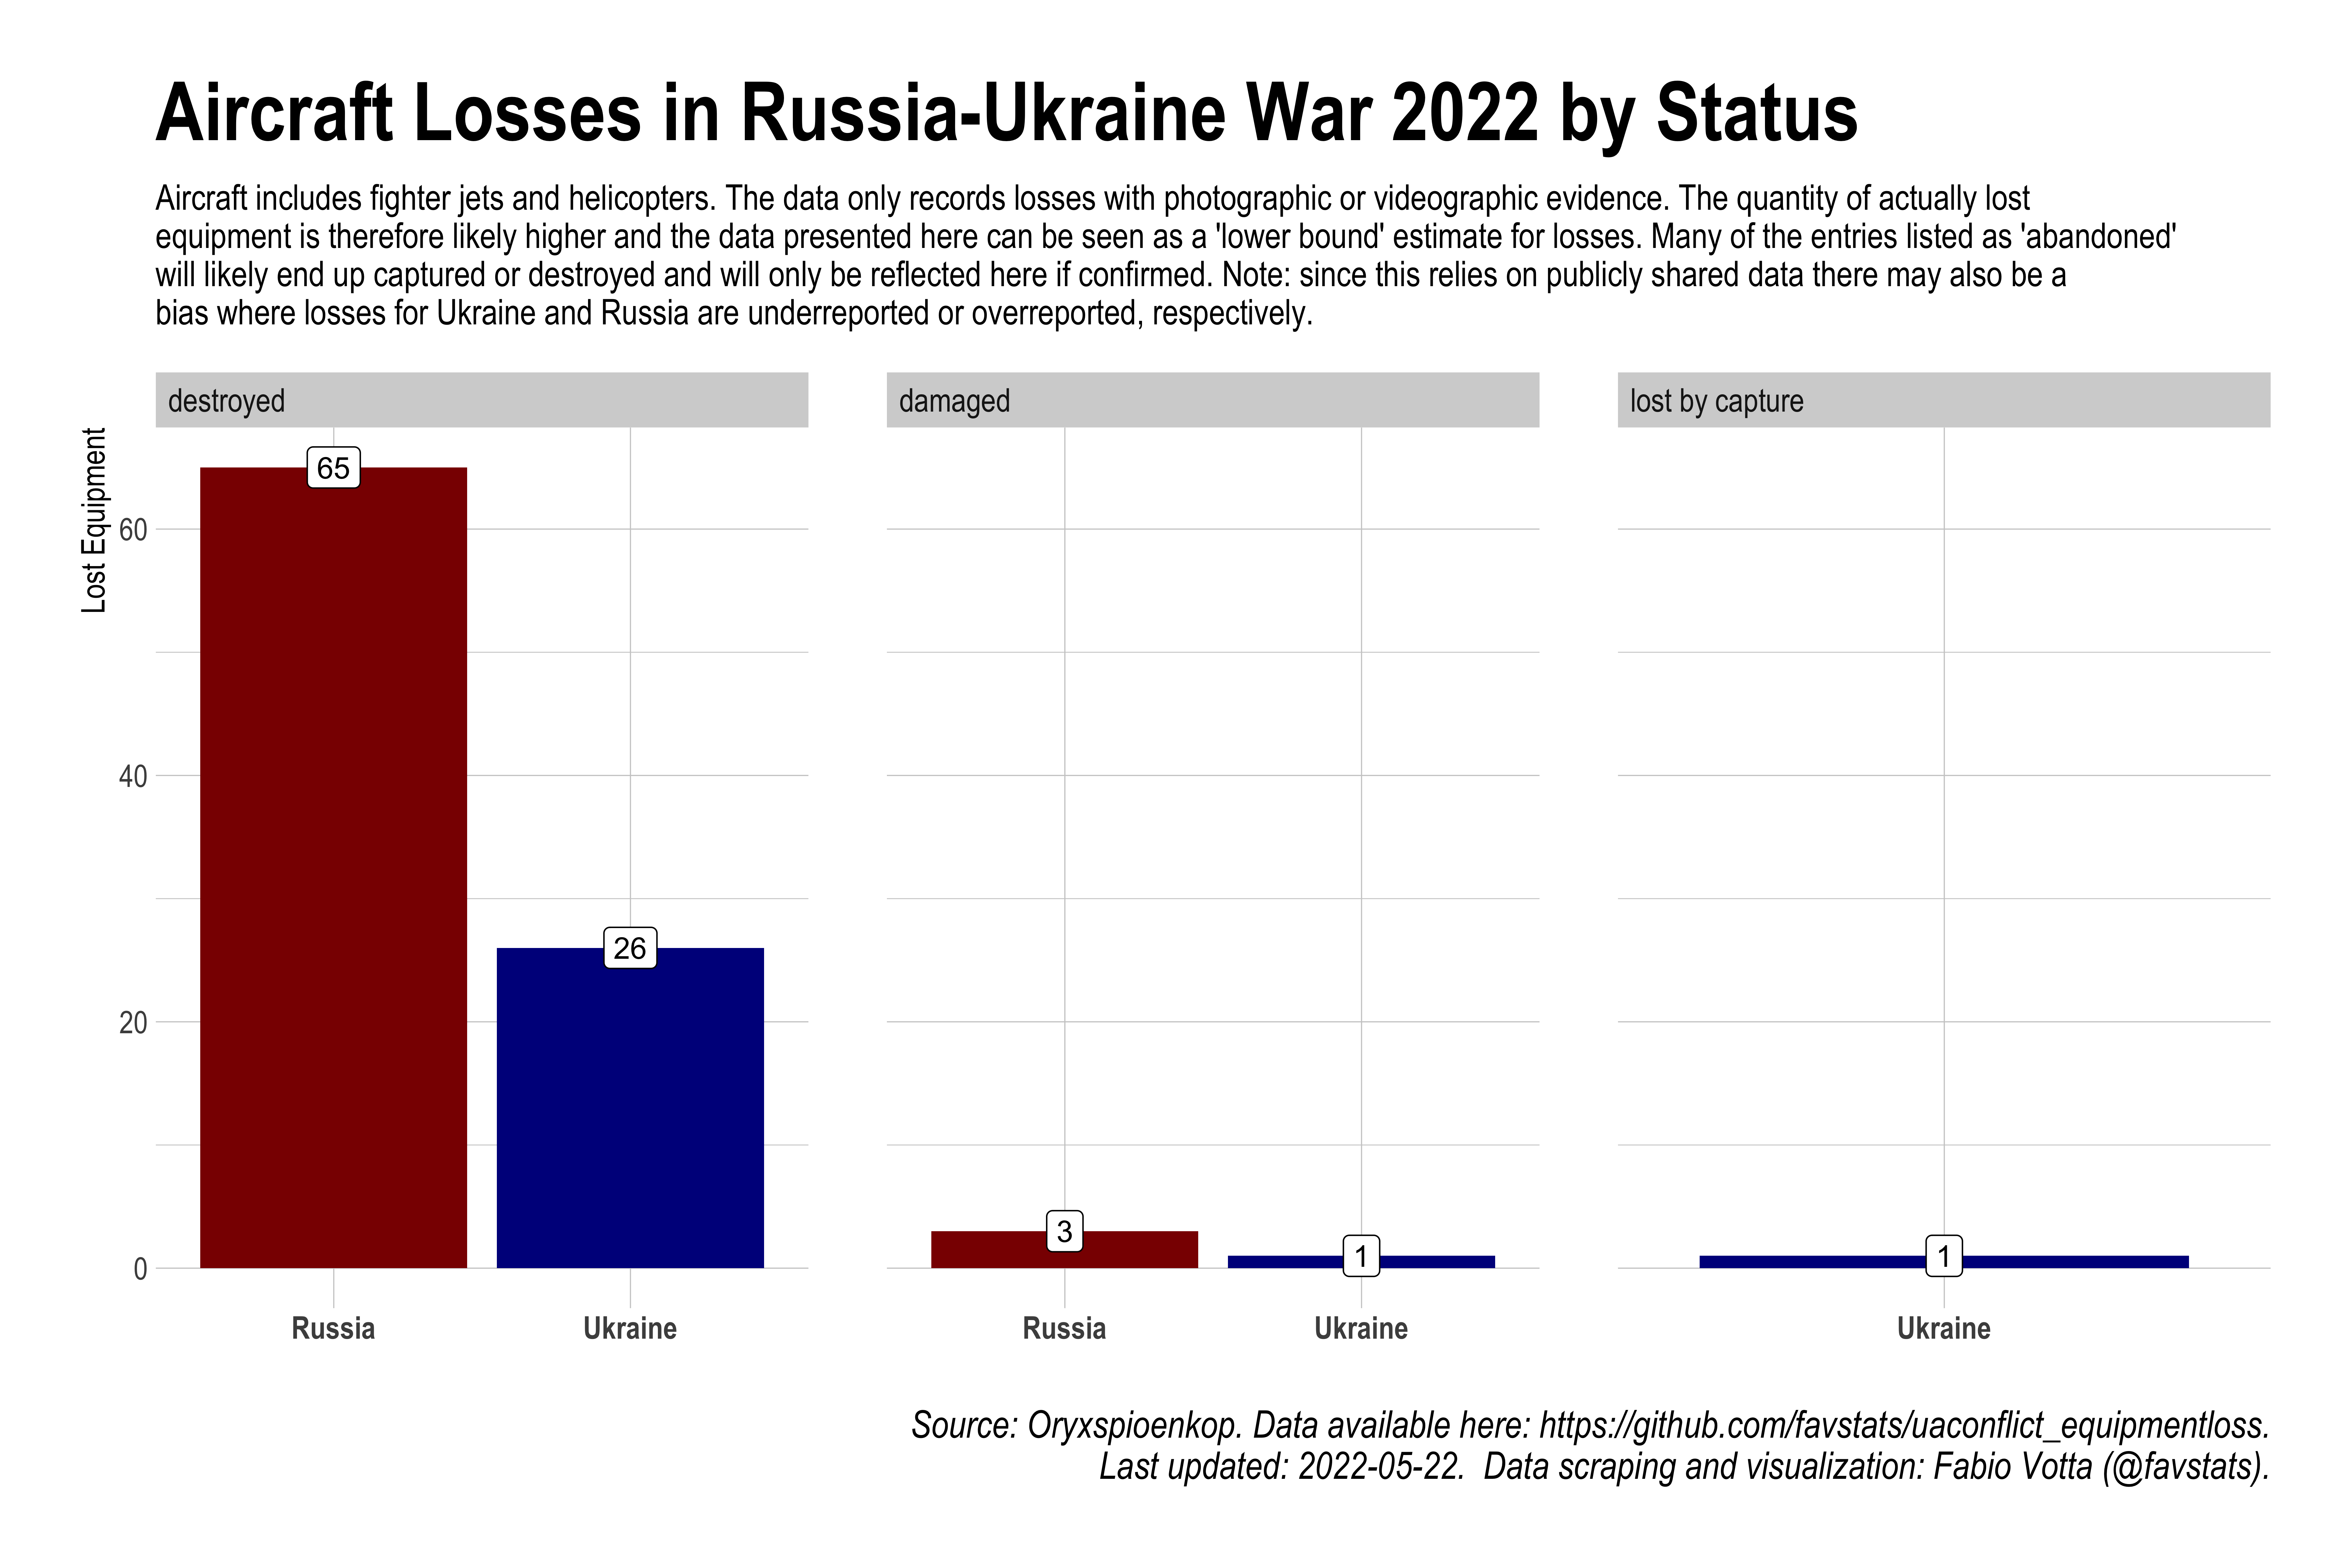 Aircraft Losses in Russia-Ukraine War 2022 by Status
Aircraft includes fighter jets and helicopters. The data only records losses with photographic or videographic evidence. The quantity of actually lost
equipment is therefore likely higher and the data presented here can be seen as a 'lower bound' estimate for losses. Many of the entries listed as 'abandoned'
will likely end up captured or destroyed and will only be reflected here if confirmed. Note: since this relies on publicly shared data there may also be a
bias where losses for Ukraine and Russia are underreported or overreported, respectively.
destroyed
damaged
lost by capture
Lost Equipment
60
40
20
0
65
26
3
1
1
Russia
Ukraine
Russia
Ukraine
Ukraine
Source: Oryxspioenkop. Data available here: https://github.com/favstats/uaconflict_equipmentloss.
Last updated: 2022-05-22.  Data scraping and visualization: Fabio Votta (@favstats).